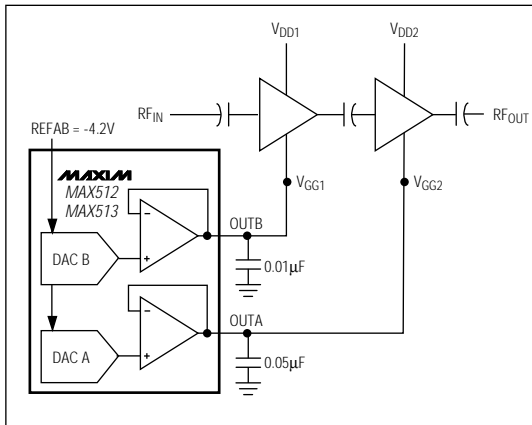 VDD1
VDD2
RFIN
RFOUT
REFAB = -4.2V
VGG1
VGG2
MAXIM
MAX512
MAX513
OUTB
DAC B
0.01µF
OUTA
DAC A
0.05µF
-
+
-
+